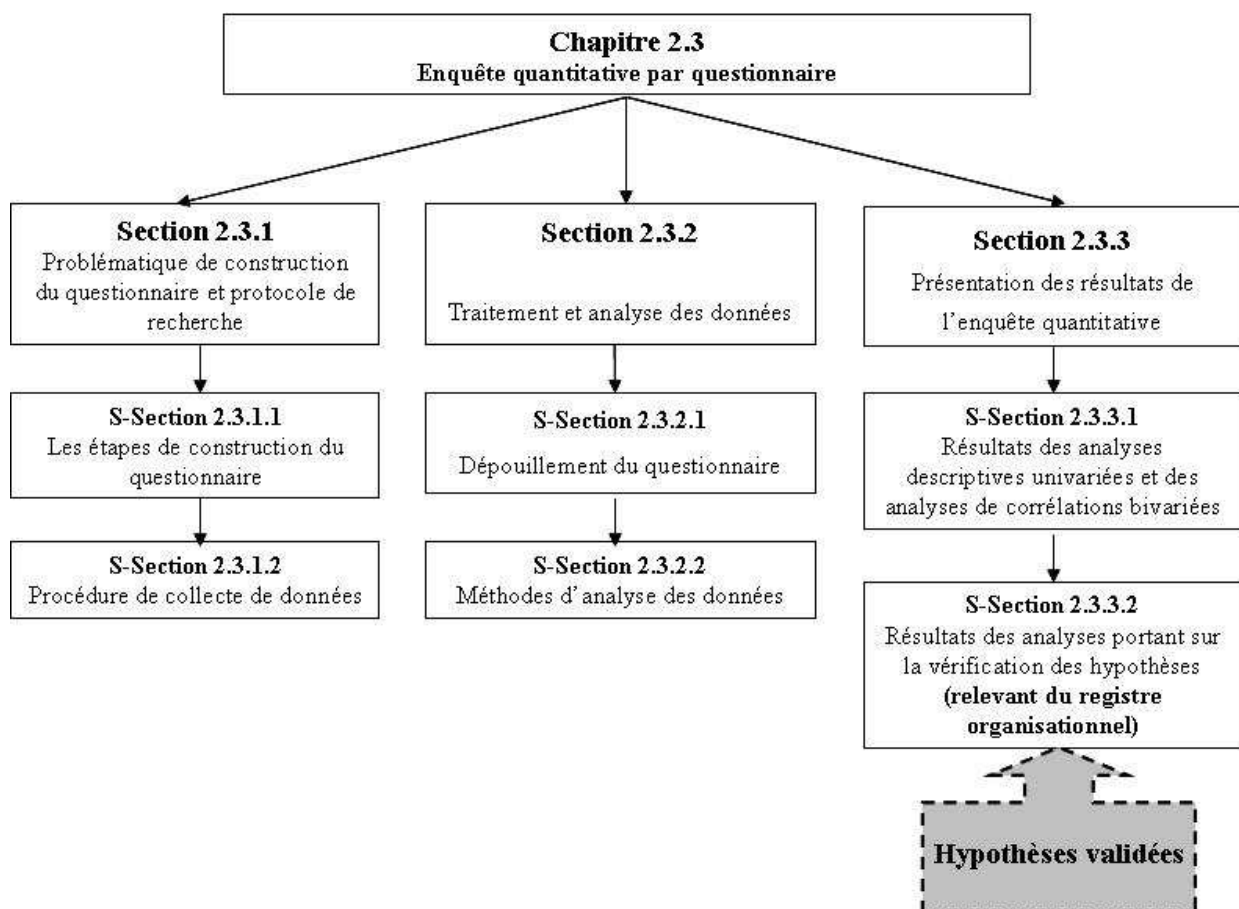 Chapitre 2.3
Enquête quantitative par questionnaire
Section 2.3.1
Problématique de construction
du questionnaire et protocole de
recherche
Section 2.3.2
Traitement et analyse des données
Section 2.3.3
Présentation des résultats de
l'enquête quantitative
S-Section 2.3.1.1
Les étapes de construction du
questionnaire
S-Section 2.3.2.1
Dépouillement du questionnaire
S-Section 2.3.3.1
Résultats des analyses
descriptives univariées et des
analyses de corrélations bivariées
S-Section 2.3.1.2
Procédure de collecte de données
S-Section 2.3.2.2
Méthodes d'analyse des données
S-Section 2.3.3.2
Résultats des analyses portant sur
la vérification des hypothèses
(relevant du registre
organisationnel)
Hypothèses validées